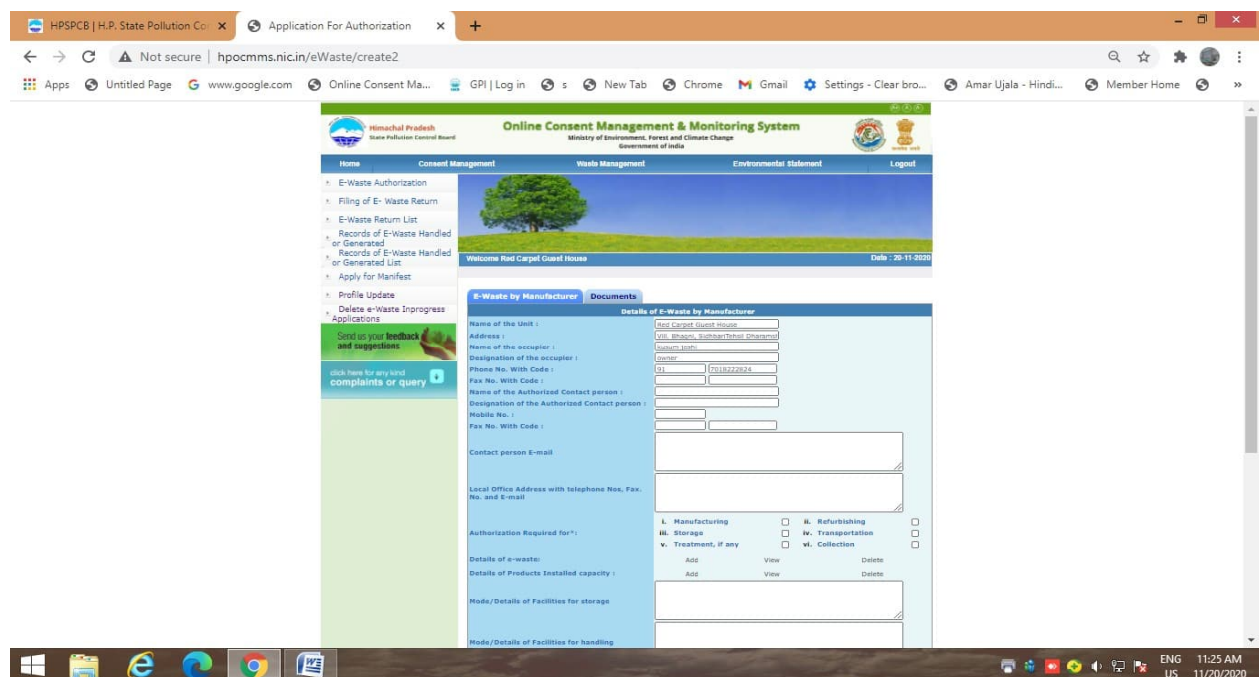 HPSPCB | H.P. State Pollution Co
Application For Authorization
Not secure | hpocmms.nic.in/eWaste/create2
Apps Untitled Page www.google.com Online Consent Ma... GPI | Log in s New Tab Chrome Gmail Settings - Clear bro... Amar Ujala - Hindi... Member Home »
Himachal Pradesh
State Pollution Control Board
Online Consent Management & Monitoring System
Ministry of Environment, Forest and Climate Change
Government of india
Home Consent Management Waste Management Environmental Statement Logout
E-Waste Authorization
Filing of E- Waste Return
E-Waste Return List
Records of E-Waste Handled
or Generated
Records of E-Waste Handled
or Generated List
Apply for Manifest
Profile Update
Delete e-Waste Inprogress
Applications
Send us your feedback
and suggestions
click here for any kind
complaints or query
Welcome Red Carpet Guest House Date : 20-11-2020
E-Waste by Manufacturer Documents
Details of E-Waste by Manufacturer
Name of the Unit : Red Carpet Guest House
Address : Vill. Bhagni, SidhbariTehsil Dharamsl
Name of the occupier : Kusum Joshi
Designation of the occupier : owner
Phone No. With Code : 91 7018222824
Fax No. With Code :
Name of the Authorized Contact person :
Designation of the Authorized Contact person :
Mobile No. :
Fax No. With Code :
Contact person E-mail
Local Office Address with telephone Nos, Fax.
No. and E-mail
Authorization Required for*:
i. Manufacturing ii. Refurbishing
iii. Storage iv. Transportation
v. Treatment, if any vi. Collection
Details of e-waste: Add View Delete
Details of Products Installed capacity : Add View Delete
Mode/Details of Facilities for storage
Mode/Details of Facilities for handling
ENG 11:25 AM
US 11/20/2020